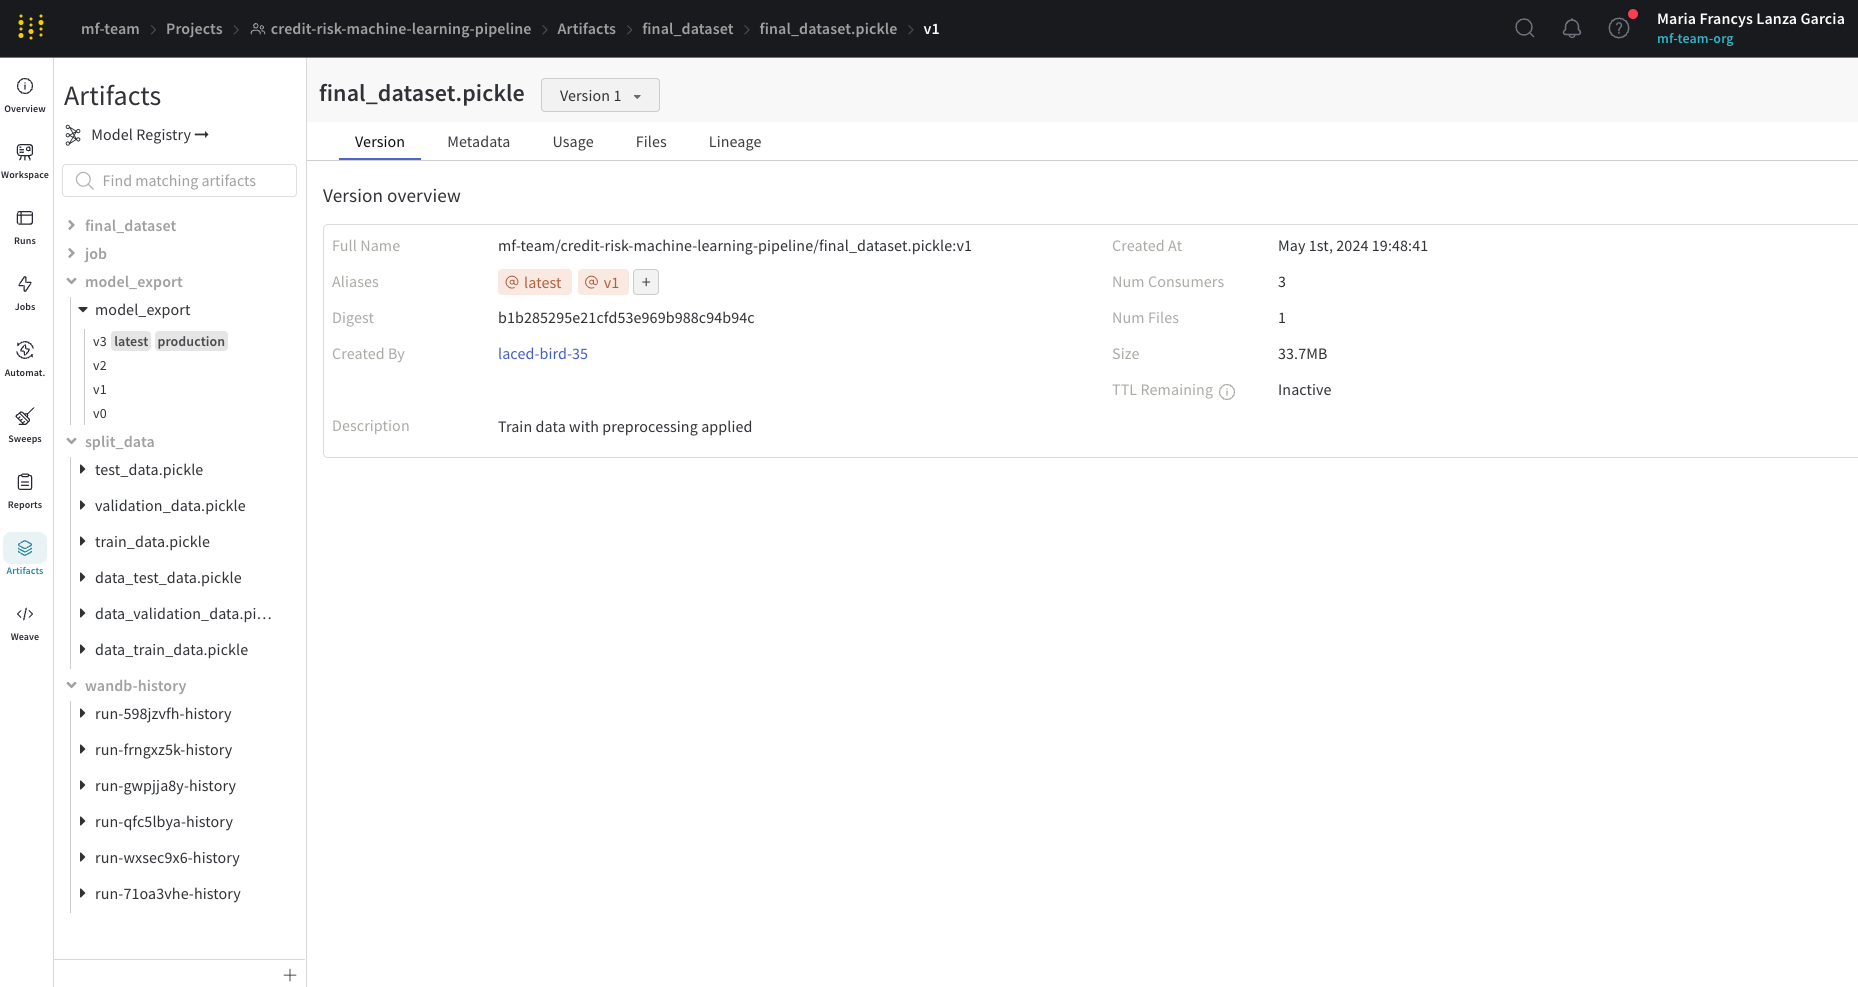 mf-team > Projects > credit-risk-machine-learning-pipeline > Artifacts > final_dataset > final_dataset.pickle > v1
Maria Francys Lanza Garcia
mf-team-org
Overview
Workspace
Runs
Jobs
Automat.
Sweeps
Reports
Artifacts
Weave
Artifacts
Model Registry →
Find matching artifacts
final_dataset
job
model_export
model_export
v3 latest production
v2
v1
v0
split_data
test_data.pickle
validation_data.pickle
train_data.pickle
data_test_data.pickle
data_validation_data.pi...
data_train_data.pickle
wandb-history
run-598jzvfh-history
run-frngxz5k-history
run-gwpjja8y-history
run-qfc5lbya-history
run-wxsec9x6-history
run-71oa3vhe-history
+
final_dataset.pickle Version 1
Version Metadata Usage Files Lineage
Version overview
Full Name mf-team/credit-risk-machine-learning-pipeline/final_dataset.pickle:v1
Aliases @ latest @ v1 +
Digest b1b285295e21cfd53e969b988c94b94c
Created By laced-bird-35
Description Train data with preprocessing applied
Created At May 1st, 2024 19:48:41
Num Consumers 3
Num Files 1
Size 33.7MB
TTL Remaining Inactive